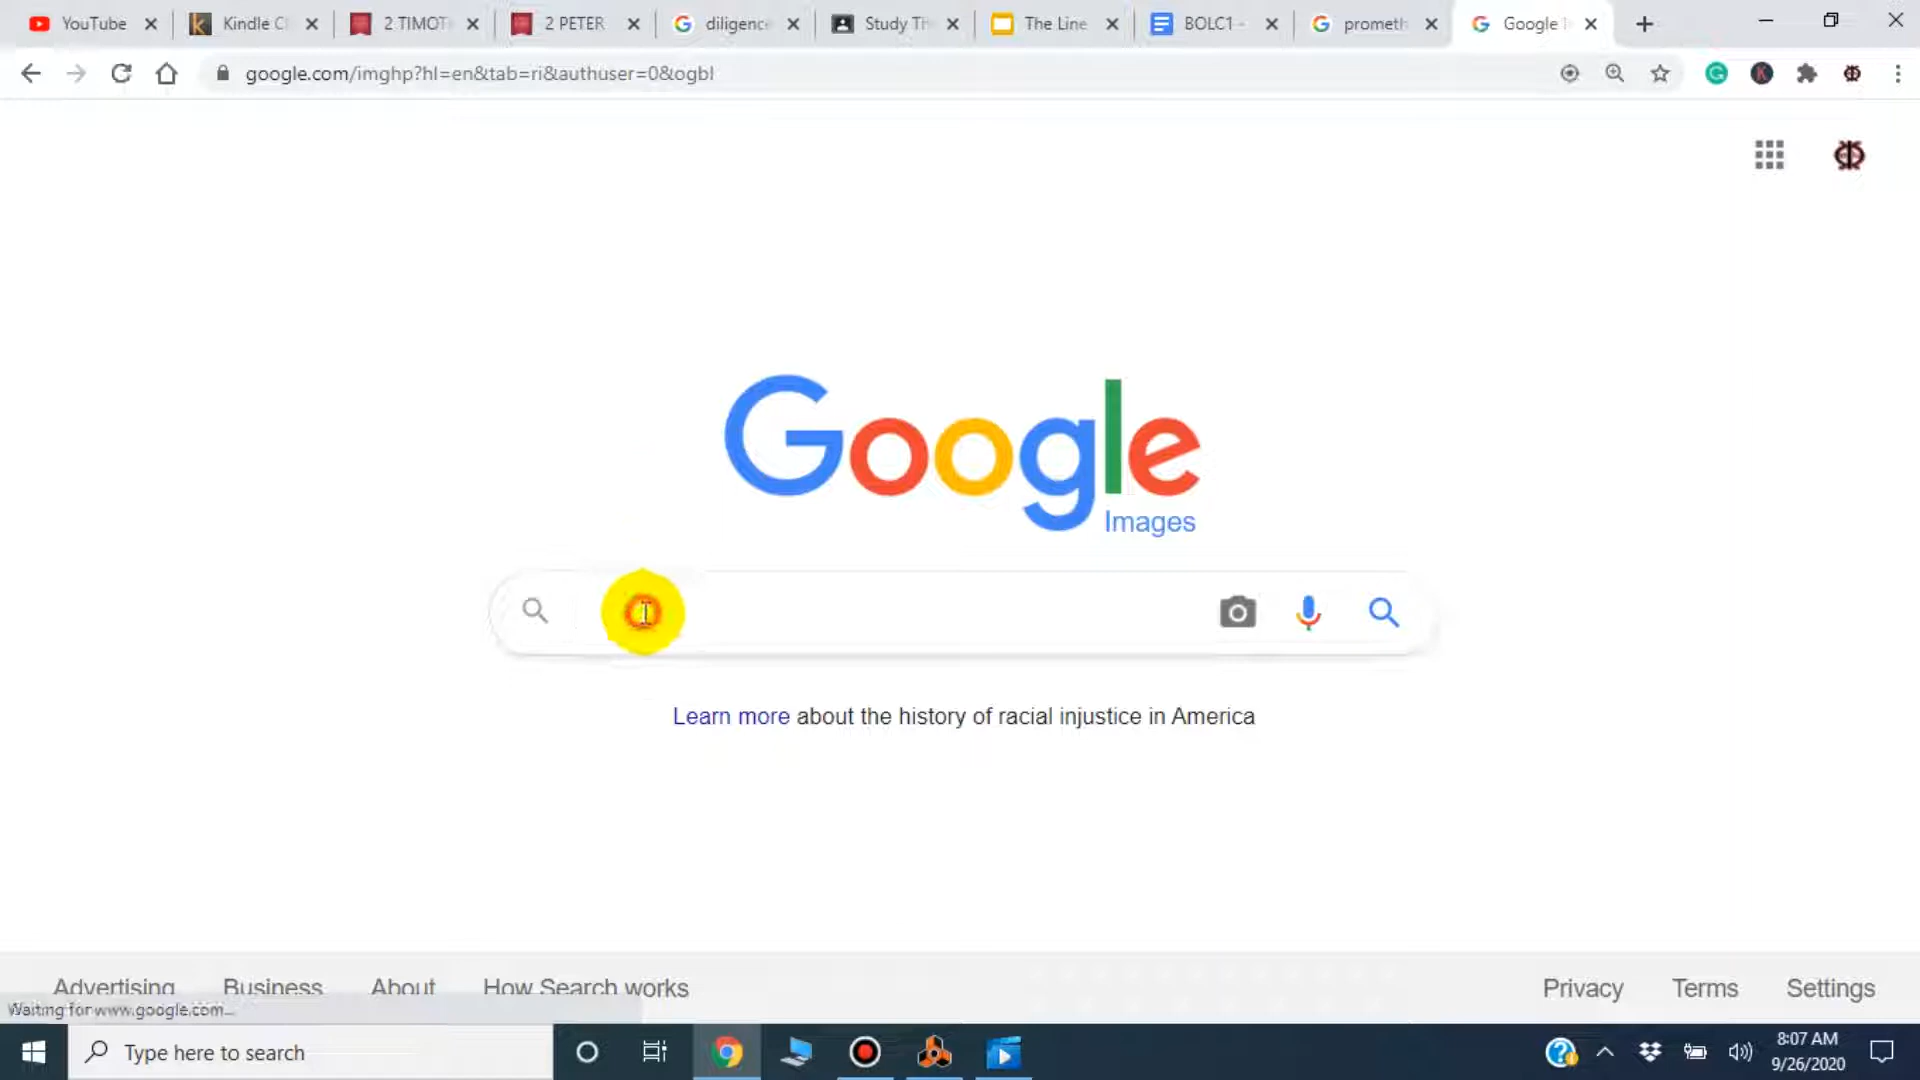 YouTube Kindle C 2 TIMOT 2 PETER diligence Study Th The Line BOLC1 - prometh Google I
google.com/imghp?hl=en&tab=ri&authuser=0&ogbl
Google
Images
Learn more about the history of racial injustice in America
Advertising Business About How Search works Privacy Terms Settings
Waiting for www.google.com...
Type here to search
8:07 AM
9/26/2020